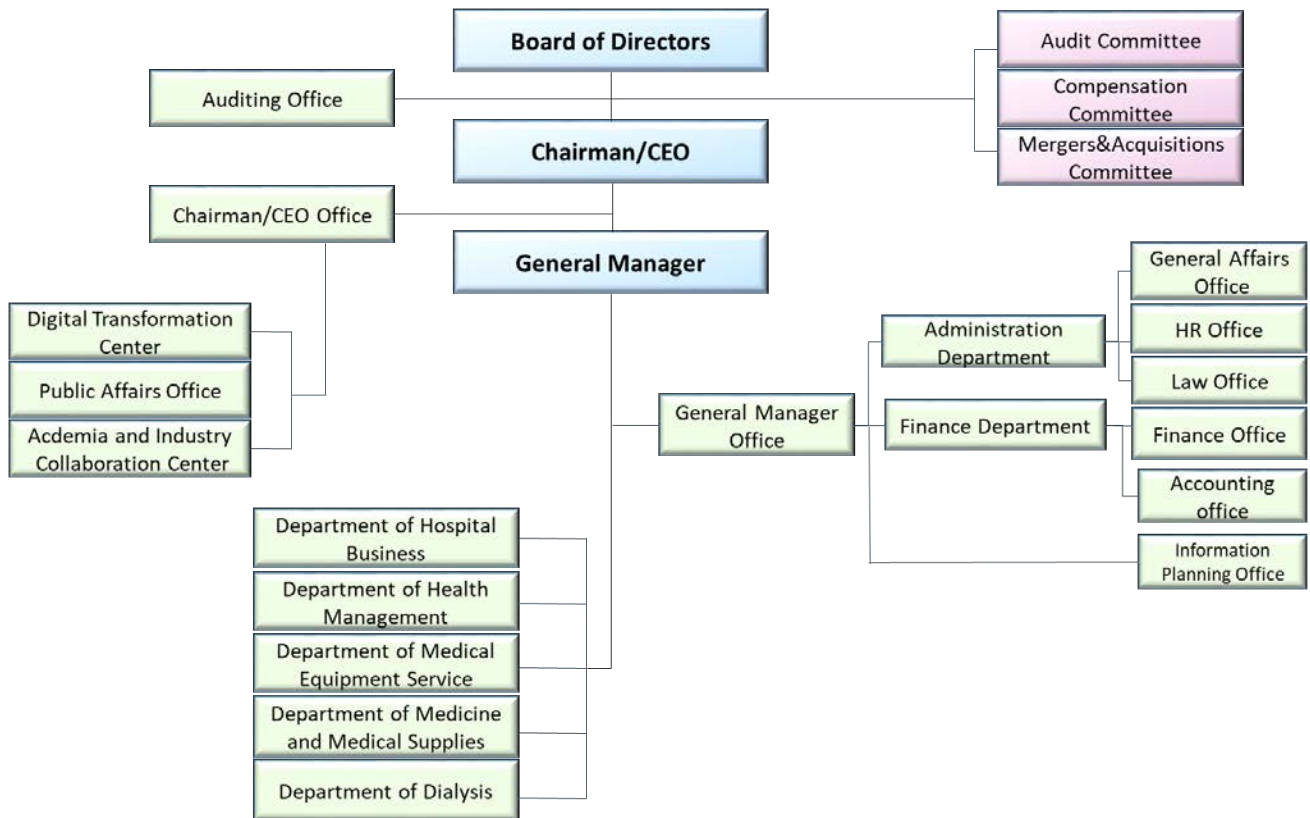 Board of Directors
Audit Committee
Auditing Office
Compensation
Committee
Chairman/CEO
Mergers&Acquisitions
Committee
Chairman/CEO Office
General Manager
General Affairs
Office
Digital Transformation
Center
Administration
Department
HR Office
Public Affairs Office
Law Office
General Manager
Office
Finance Department
Finance Office
Acdemia and Industry
Collaboration Center
Accounting
office
Department of Hospital
Business
Information
Planning Office
Department of Health
Management
Department of Medical
Equipment Service
Department of Medicine
and Medical Supplies
Department of Dialysis